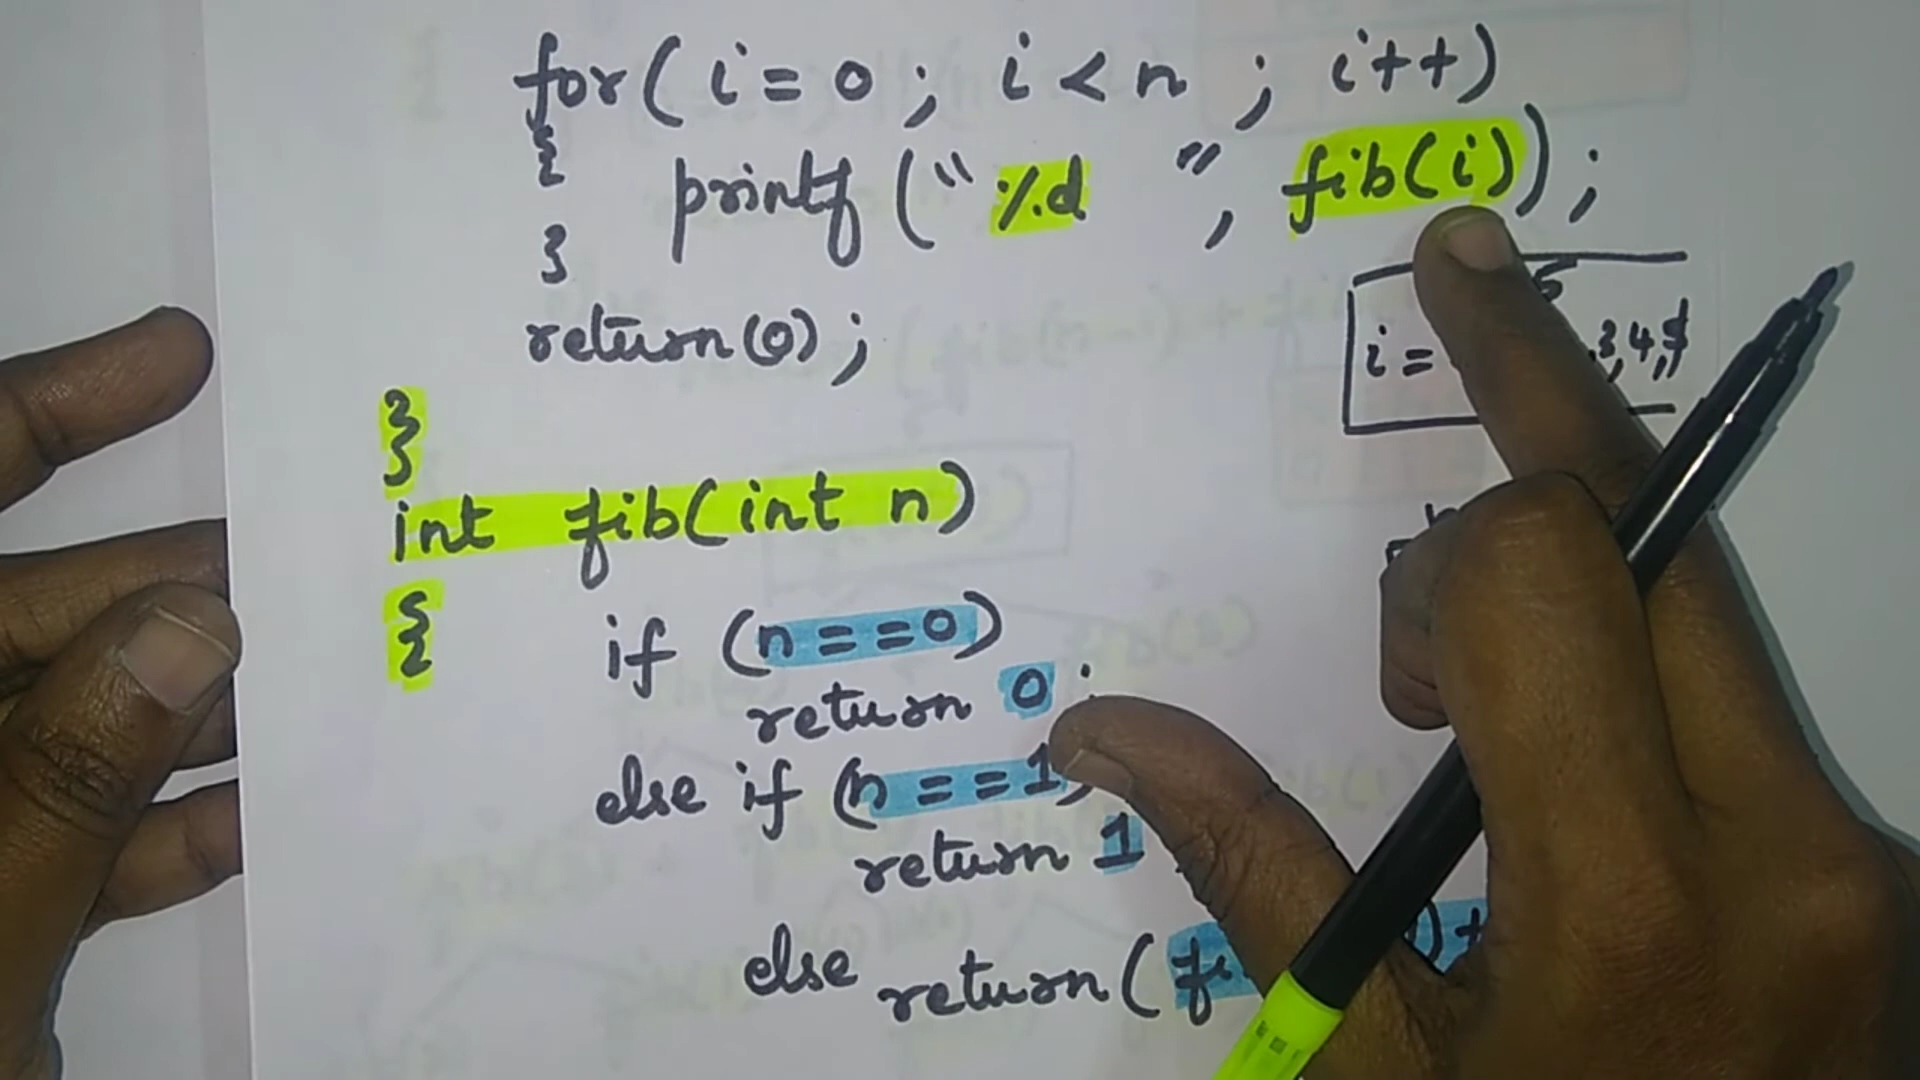 for( i = 0 ; i < n ; i++)
{
printf ( "%d ", fib(i));
}
return(0);
5
i = 3,4,5
}
int fib(int n)
{
if (n==0)
return 0;
else if (n==1)
return 1
else return( +